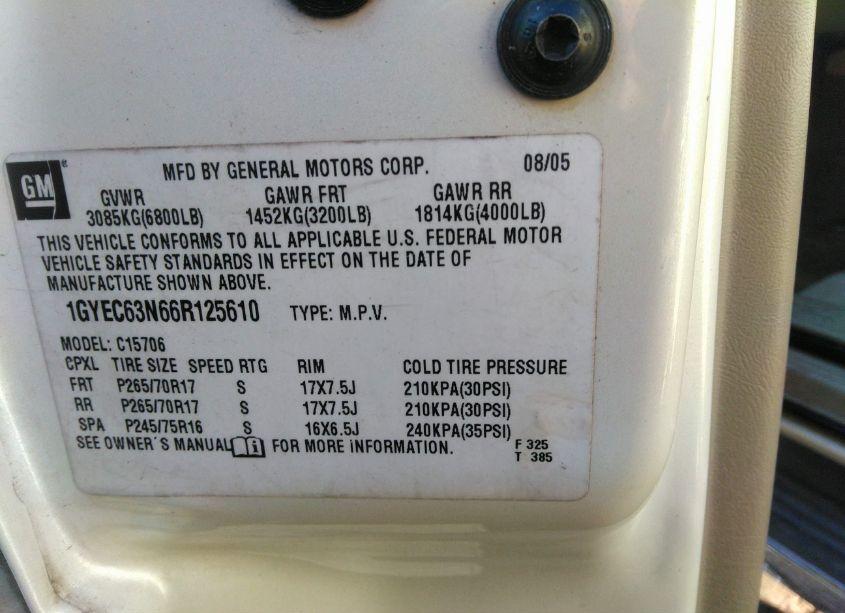 GM
MFD BY GENERAL MOTORS CORP. 08/05
GVWR GAWR FRT GAWR RR
3085KG(6800LB) 1452KG(3200LB) 1814KG(4000LB)
THIS VEHICLE CONFORMS TO ALL APPLICABLE U.S. FEDERAL MOTOR
VEHICLE SAFETY STANDARDS IN EFFECT ON THE DATE OF
MANUFACTURE SHOWN ABOVE.
1GYEC63N66R125610 TYPE: M.P.V.
MODEL: C15706
CPXL TIRE SIZE SPEED RTG RIM COLD TIRE PRESSURE
FRT P265/70R17 S 17X7.5J 210KPA(30PSI)
RR P265/70R17 S 17X7.5J 210KPA(30PSI)
SPA P245/75R16 S 16X6.5J 240KPA(35PSI)
SEE OWNER'S MANUAL FOR MORE INFORMATION.
F 325
T 385